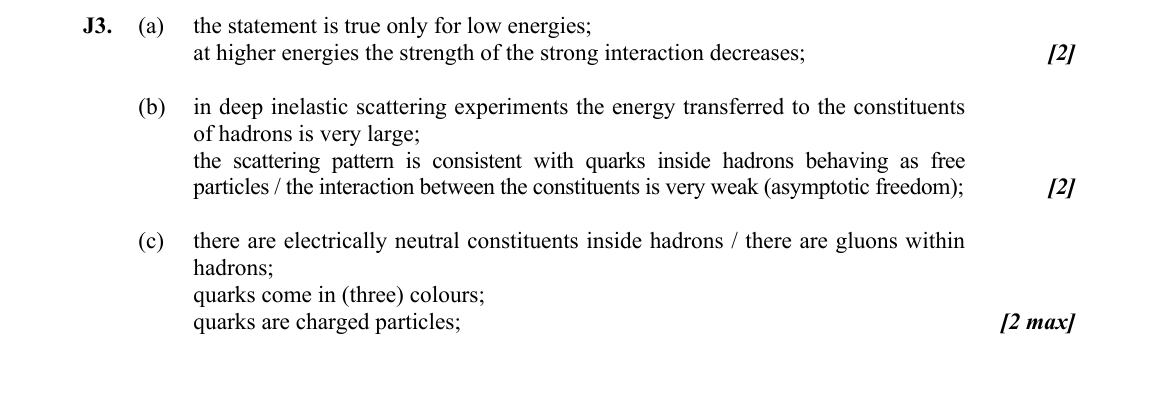 J3. (a) the statement is true only for low energies;
at higher energies the strength of the strong interaction decreases; [2]
(b) in deep inelastic scattering experiments the energy transferred to the constituents
of hadrons is very large;
the scattering pattern is consistent with quarks inside hadrons behaving as free
particles / the interaction between the constituents is very weak (asymptotic freedom); [2]
(c) there are electrically neutral constituents inside hadrons / there are gluons within
hadrons;
quarks come in (three) colours;
quarks are charged particles; [2 max]